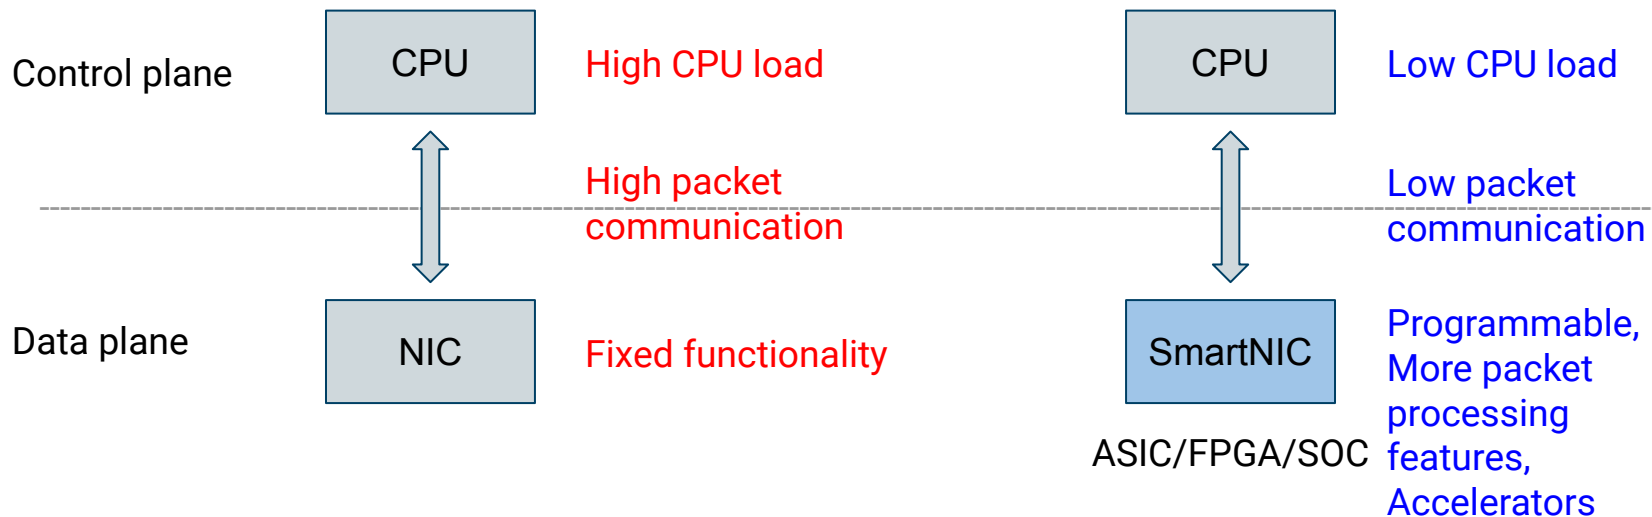 Control plane
CPU
High CPU load
CPU
Low CPU load
High packet
communication
Low packet
communication
Data plane
NIC
Fixed functionality
SmartNIC
ASIC/FPGA/SOC
Programmable,
More packet
processing
features,
Accelerators